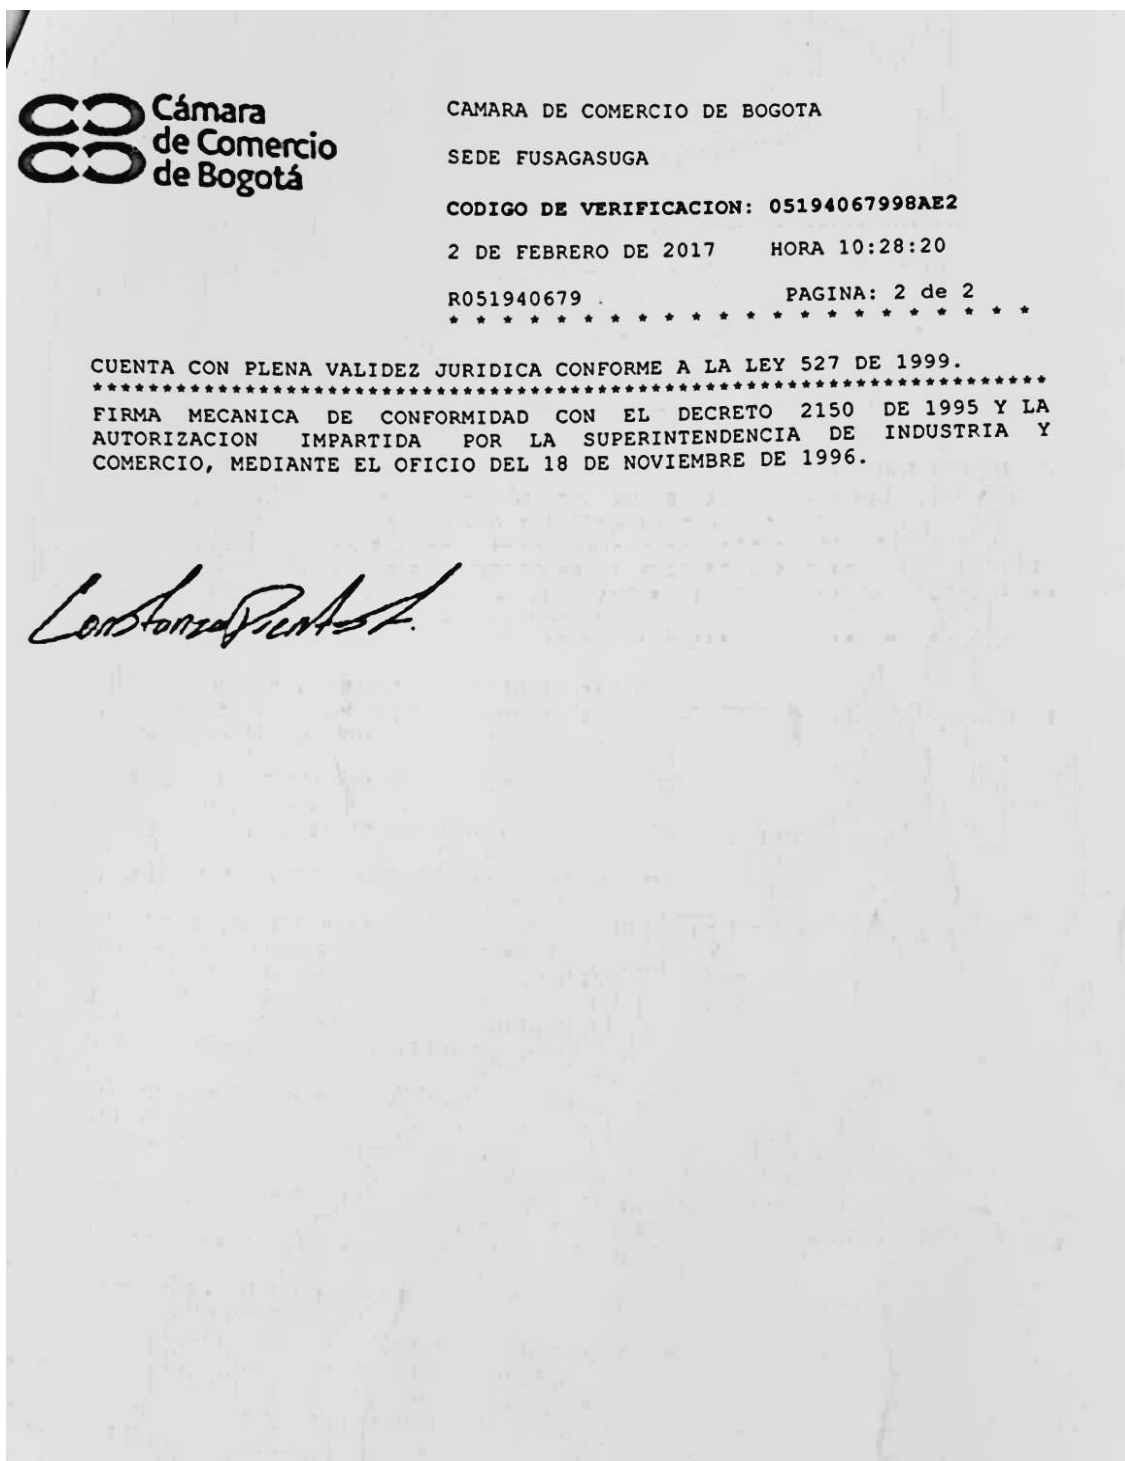 Cámara
de Comercio
de Bogotá
CAMARA DE COMERCIO DE BOGOTA
SEDE FUSAGASUGA
CODIGO DE VERIFICACION: 05194067998AE2
2 DE FEBRERO DE 2017 HORA 10:28:20
R051940679 PAGINA: 2 de 2
* * * * * * * * * * * * * * * * * * * * * *
CUENTA CON PLENA VALIDEZ JURIDICA CONFORME A LA LEY 527 DE 1999.
**********************************************************************
FIRMA MECANICA DE CONFORMIDAD CON EL DECRETO 2150 DE 1995 Y LA
AUTORIZACION IMPARTIDA POR LA SUPERINTENDENCIA DE INDUSTRIA Y
COMERCIO, MEDIANTE EL OFICIO DEL 18 DE NOVIEMBRE DE 1996.
Constanza